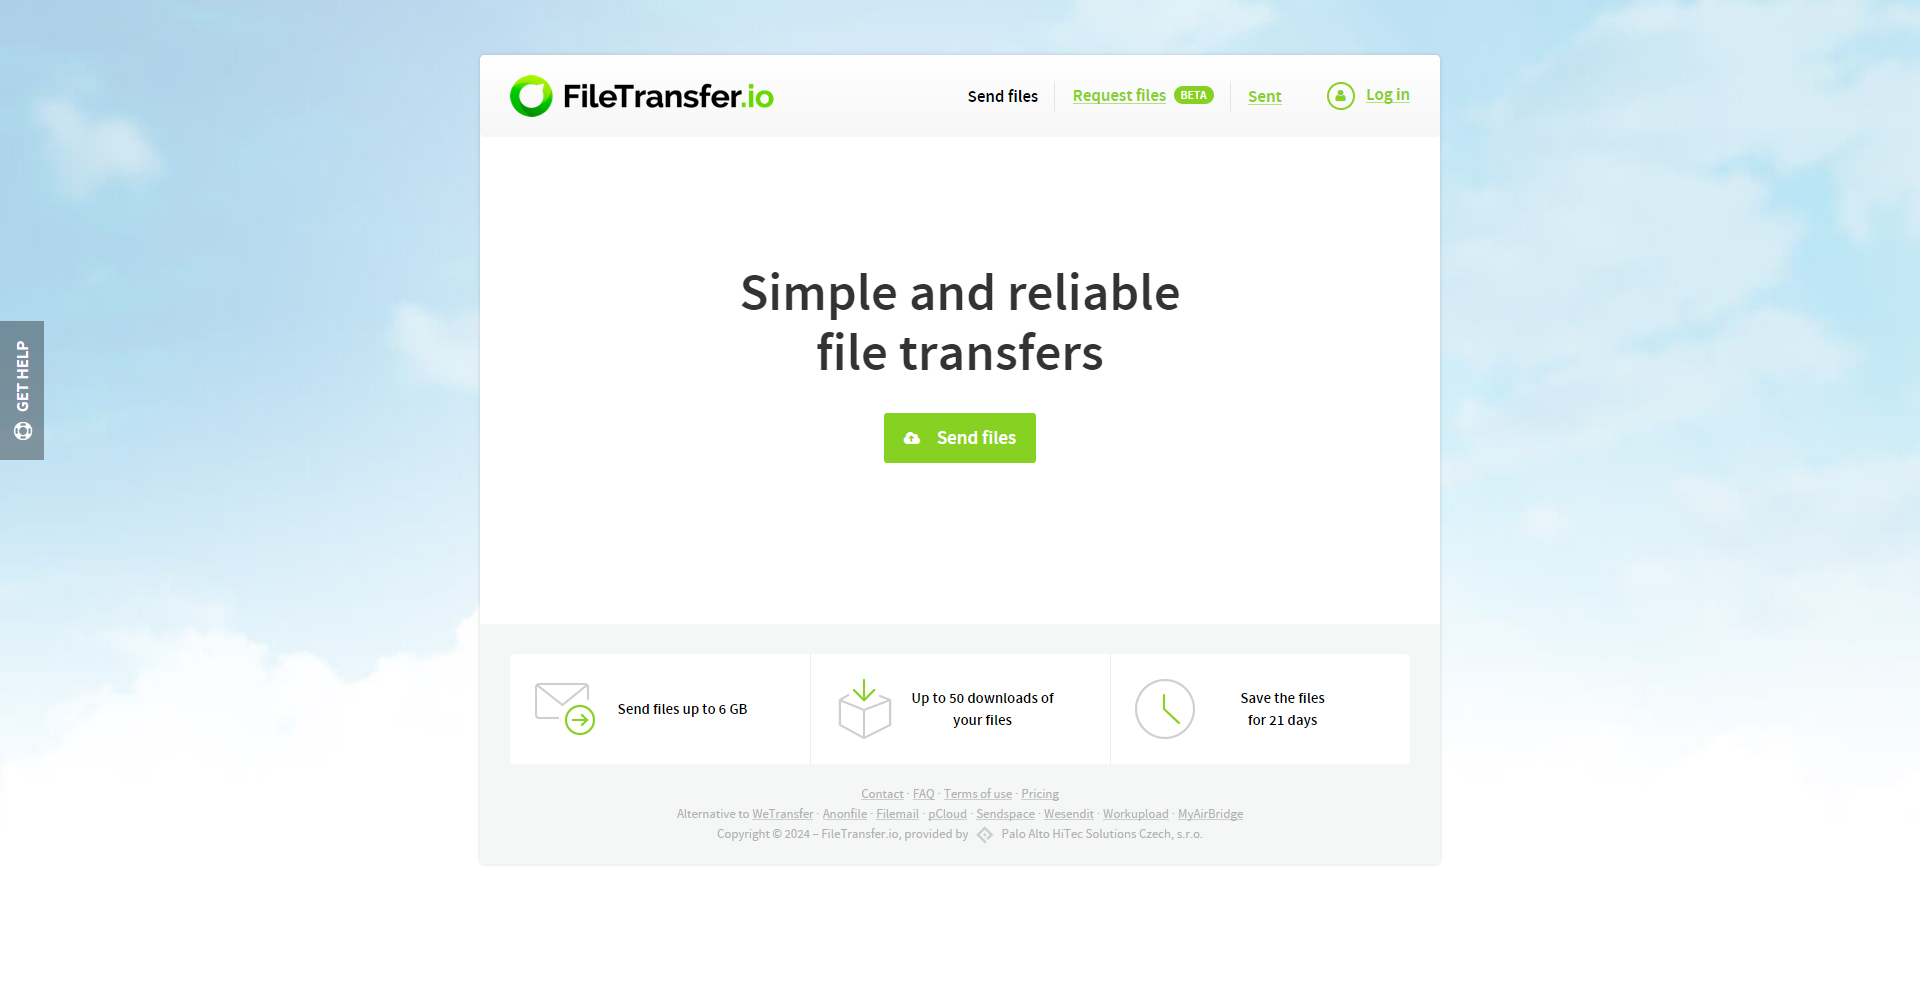 FileTransfer.io
Send files
Request files BETA
Sent
Log in
GET HELP
Simple and reliable
file transfers
Send files
Send files up to 6 GB
Up to 50 downloads of
your files
Save the files
for 21 days
Contact · FAQ · Terms of use · Pricing
Alternative to WeTransfer · Anonfile · Filemail · pCloud · Sendspace · Wesendit · Workupload · MyAirBridge
Copyright © 2024 – FileTransfer.io, provided by Palo Alto HiTec Solutions Czech, s.r.o.